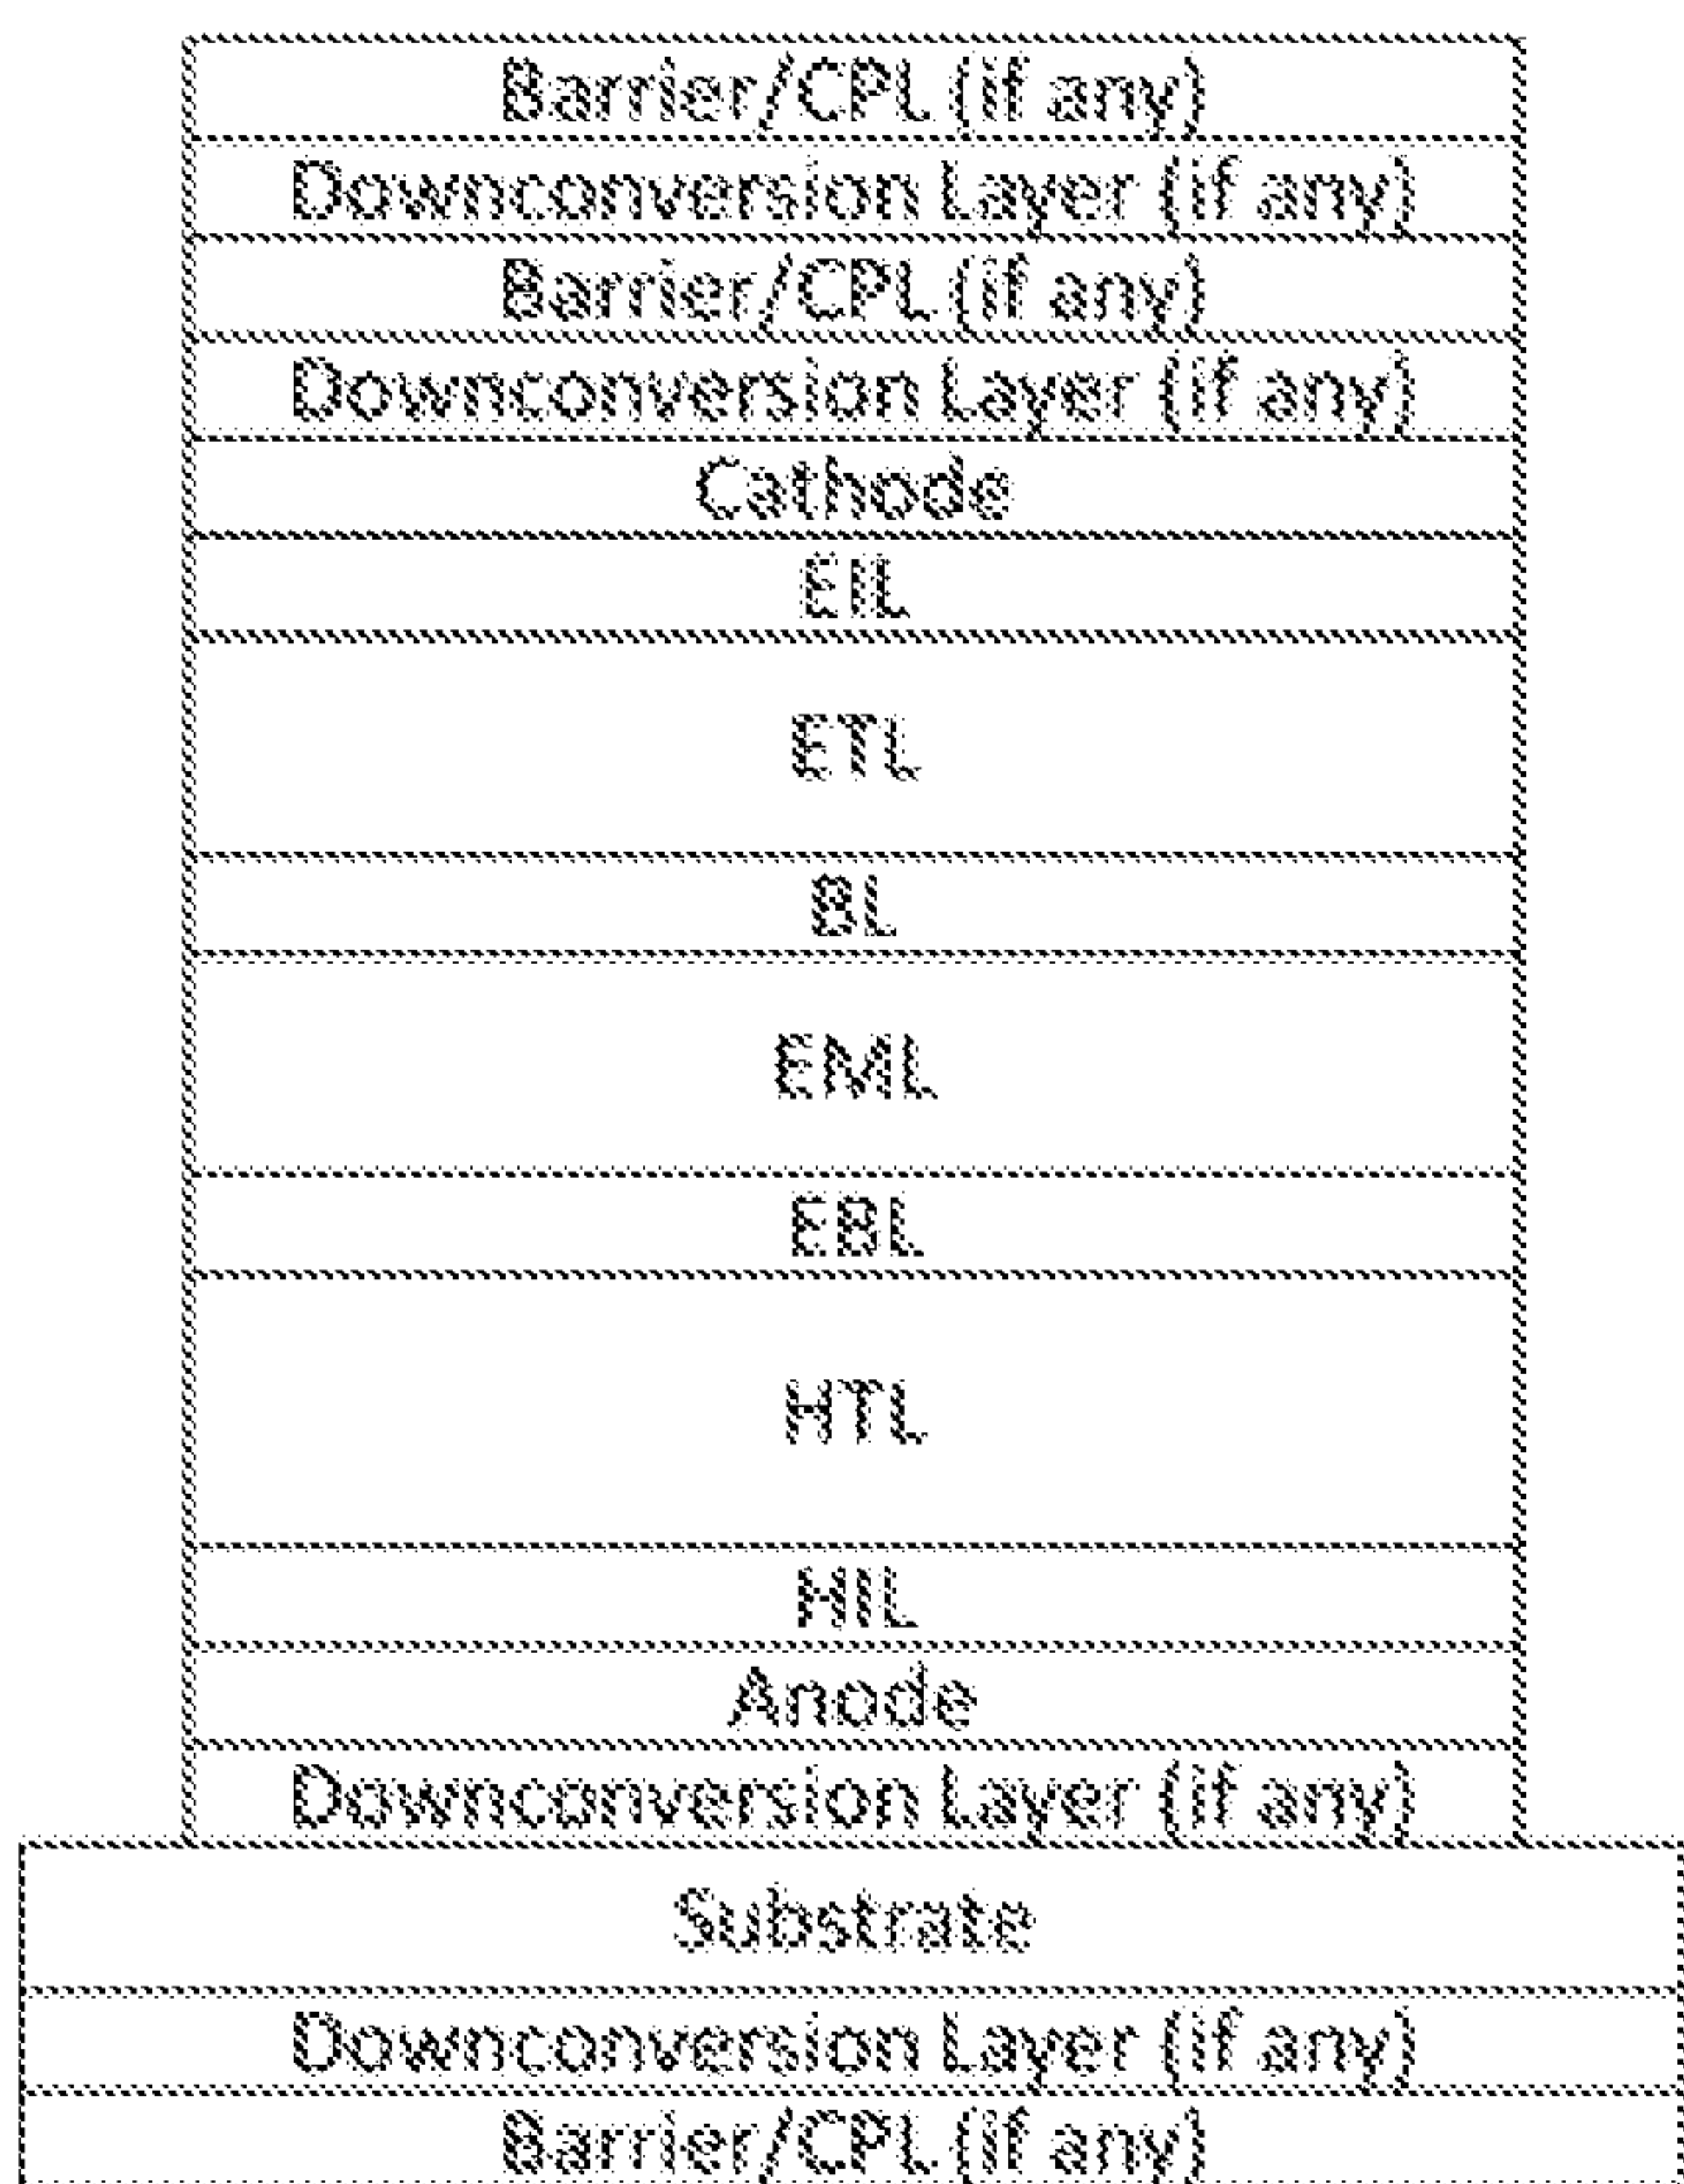 Barrier/CPL (if any)
Downconversion Layer (if any)
Barrier/CPL (if any)
Downconversion Layer (if any)
Cathode
EIL
ETL
BL
EML
EBL
HTL
HIL
Anode
Downconversion Layer (if any)
Substrate
Downconversion Layer (if any)
Barrier/CPL (if any)